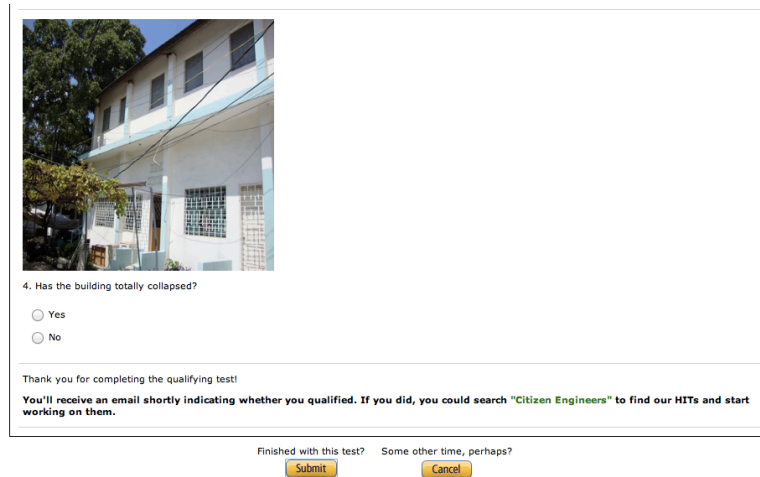 4. Has the building totally collapsed?
Yes
No
Thank you for completing the qualifying test!
You'll receive an email shortly indicating whether you qualified. If you did, you could search "Citizen Engineers" to find our HITs and start
working on them.
Finished with this test? Some other time, perhaps?
Submit Cancel